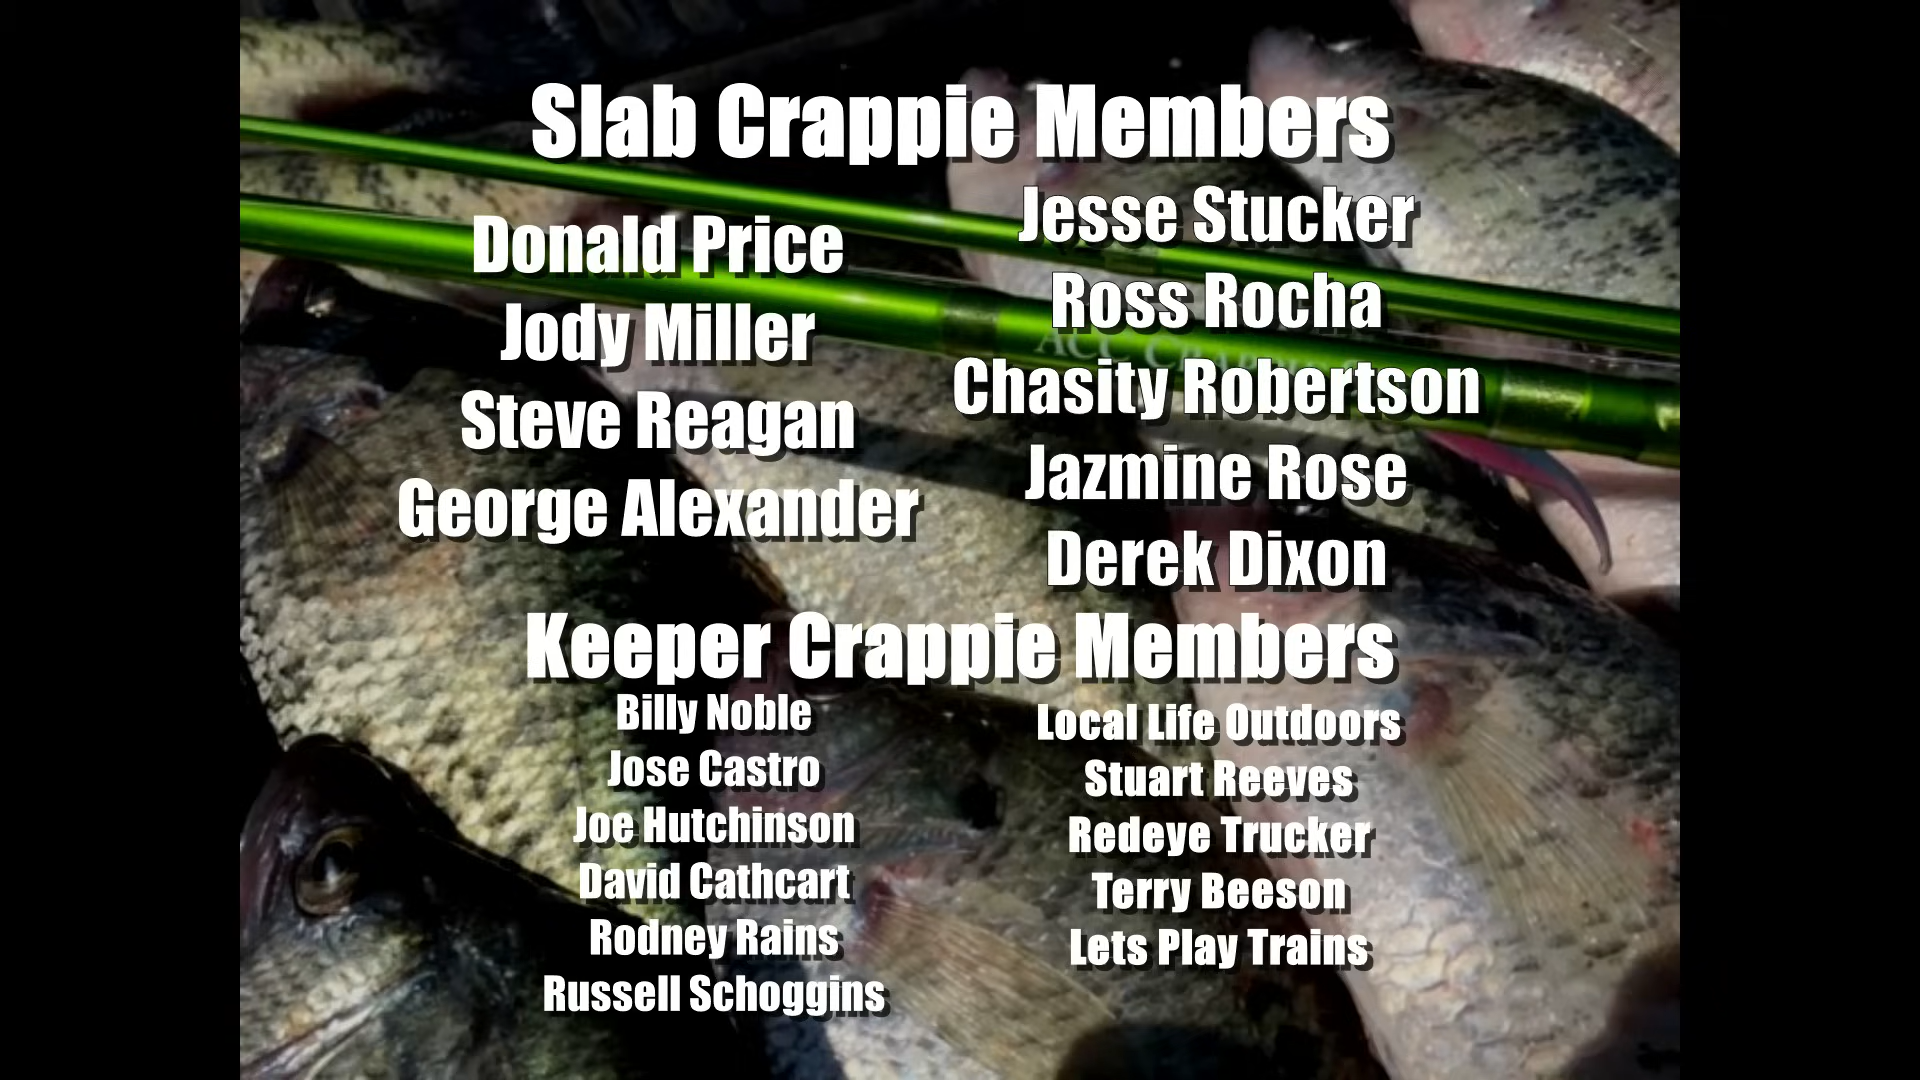 Slab Crappie Members
Donald Price
Jody Miller
Steve Reagan
George Alexander
Jesse Stucker
Ross Rocha
ACC Crappie
Chasity Robertson
Jazmine Rose
Derek Dixon
Keeper Crappie Members
Billy Noble
Jose Castro
Joe Hutchinson
David Cathcart
Rodney Rains
Russell Schoggins
Local Life Outdoors
Stuart Reeves
Redeye Trucker
Terry Beeson
Lets Play Trains